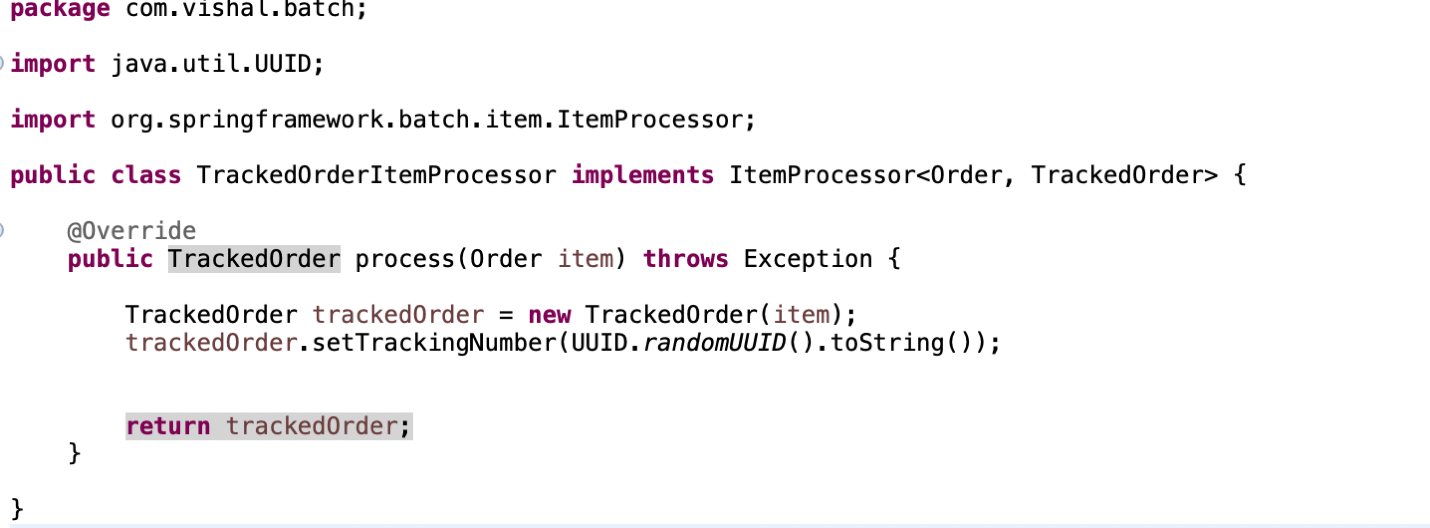 package com.vishal.batch;
import java.util.UUID;
import org.springframework.batch.item.ItemProcessor;
public class TrackedOrderItemProcessor implements ItemProcessor<Order, TrackedOrder> {
@Override
public TrackedOrder process(Order item) throws Exception {
TrackedOrder trackedOrder = new TrackedOrder(item);
trackedOrder.setTrackingNumber(UUID.randomUUID().toString());
return trackedOrder;
}
}